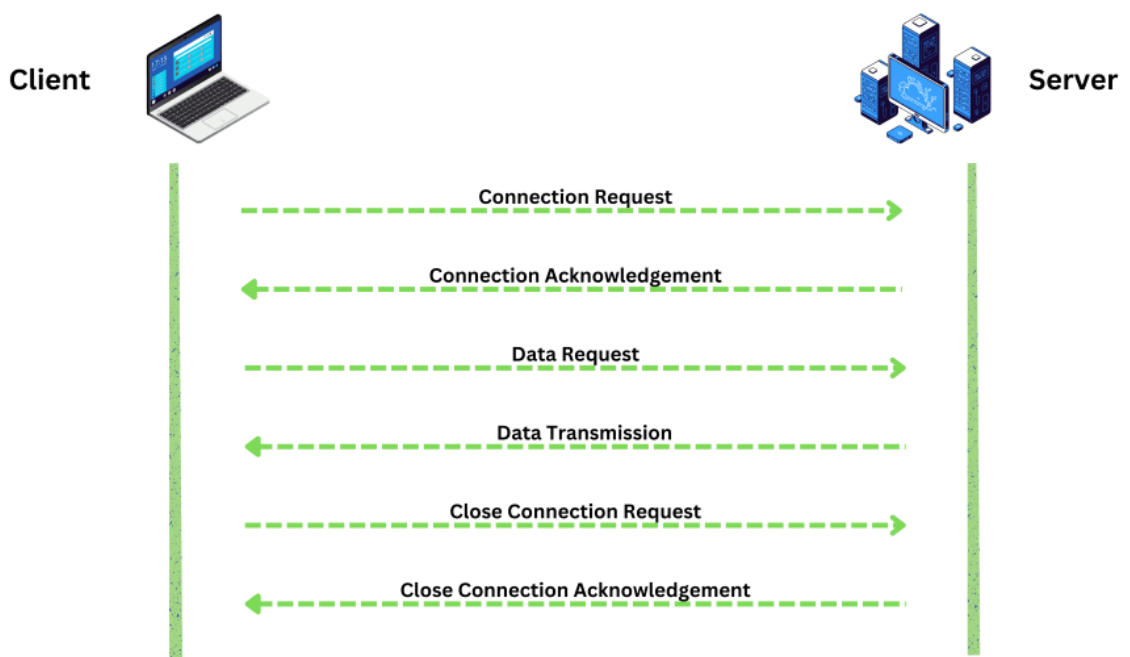 Client
Server
Connection Request
Connection Acknowledgement
Data Request
Data Transmission
Close Connection Request
Close Connection Acknowledgement